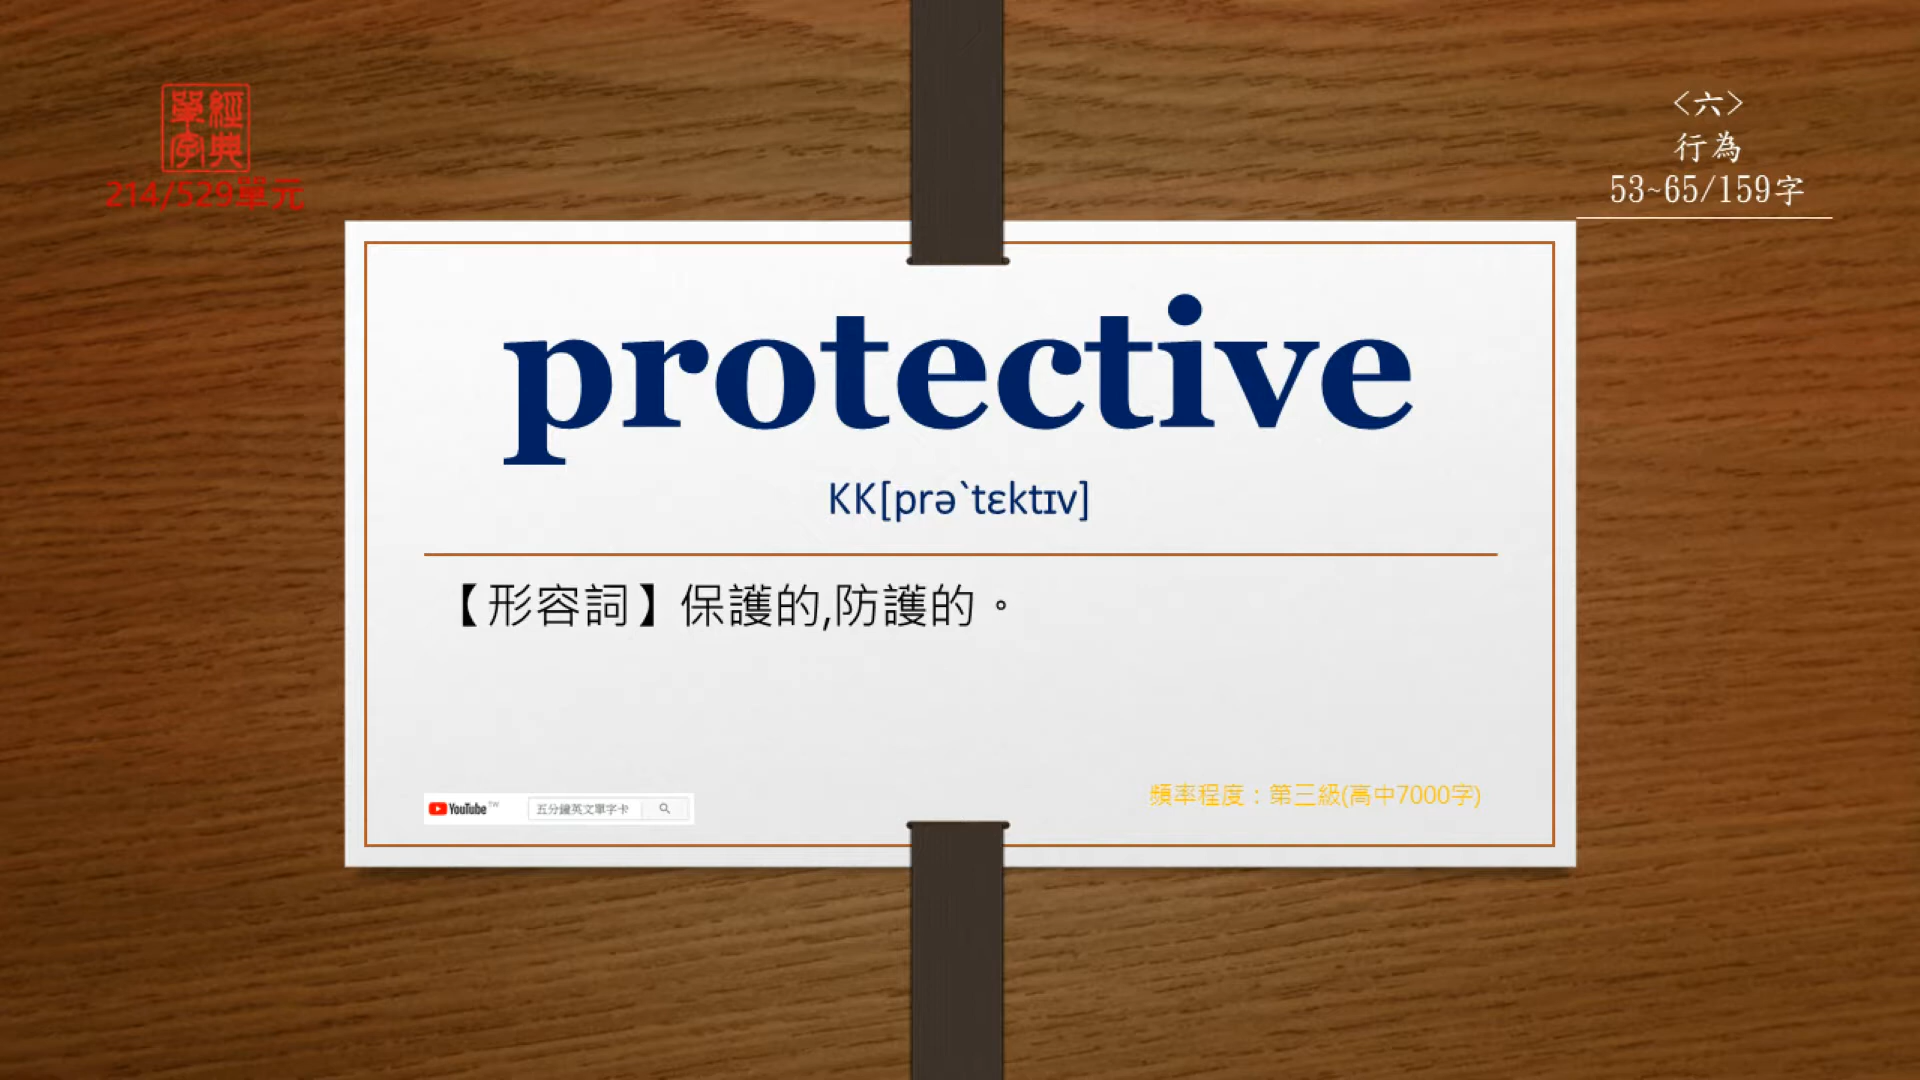 經典單字
214/529單元
〈六〉
行為
53~65/159字
protective
KK[prə`tɛktɪv]
【形容詞】保護的,防護的。
YouTube TW
五分鐘英文單字卡
頻率程度：第三級(高中7000字)